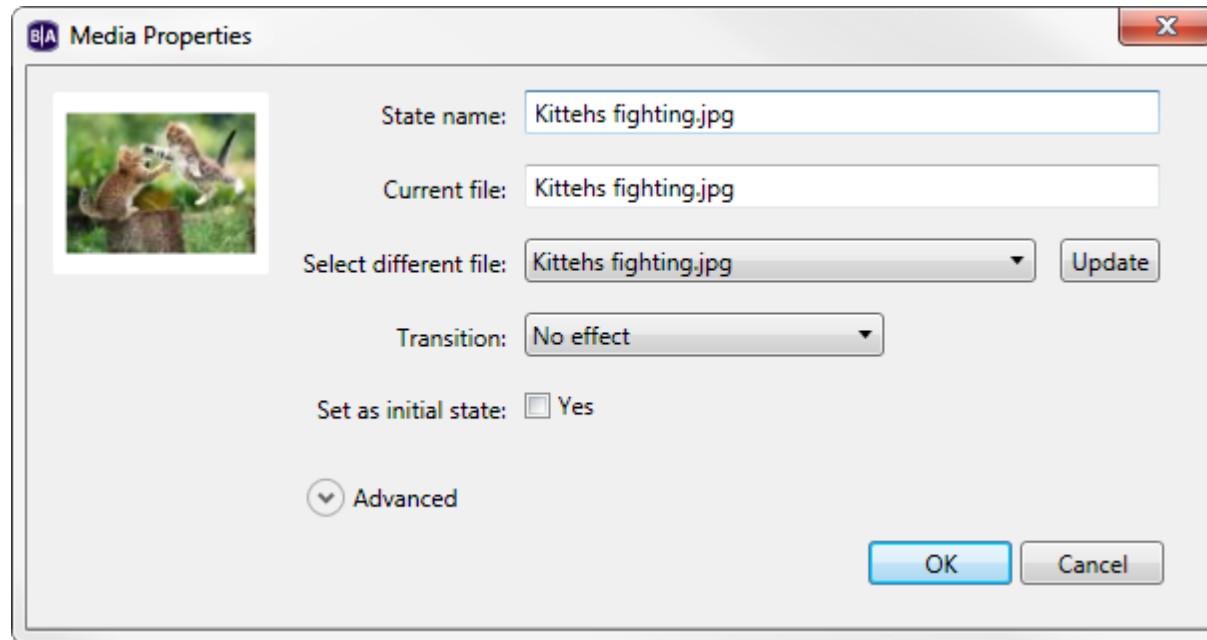 B|A Media Properties
State name: Kittehs fighting.jpg
Current file: Kittehs fighting.jpg
Select different file: Kittehs fighting.jpg Update
Transition: No effect
Set as initial state: Yes
Advanced
OK Cancel